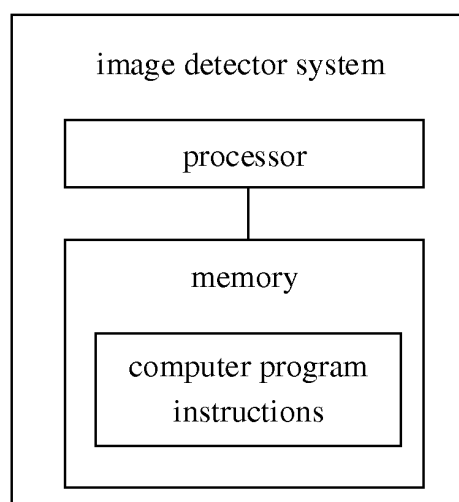 image detector system
processor
memory
computer program
instructions